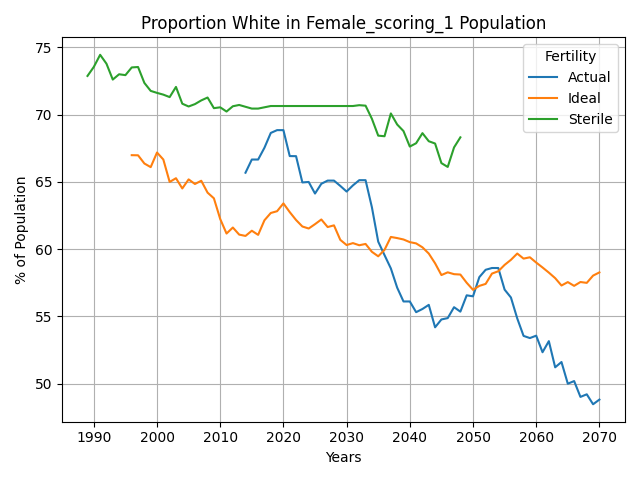 Proportion White in Female_scoring_1 Population
% of Population
75
70
65
60
55
50
Fertility
Actual
Ideal
Sterile
1990 2000 2010 2020 2030 2040 2050 2060 2070
Years